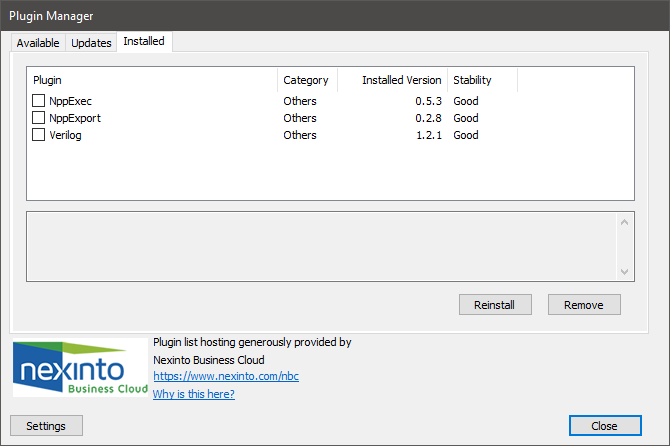 Plugin Manager
Available Updates Installed
Plugin Category Installed Version Stability
NppExec Others 0.5.3 Good
NppExport Others 0.2.8 Good
Verilog Others 1.2.1 Good
Reinstall Remove
nexinto
Business Cloud
Plugin list hosting generously provided by
Nexinto Business Cloud
https://www.nexinto.com/nbc
Why is this here?
Settings Close